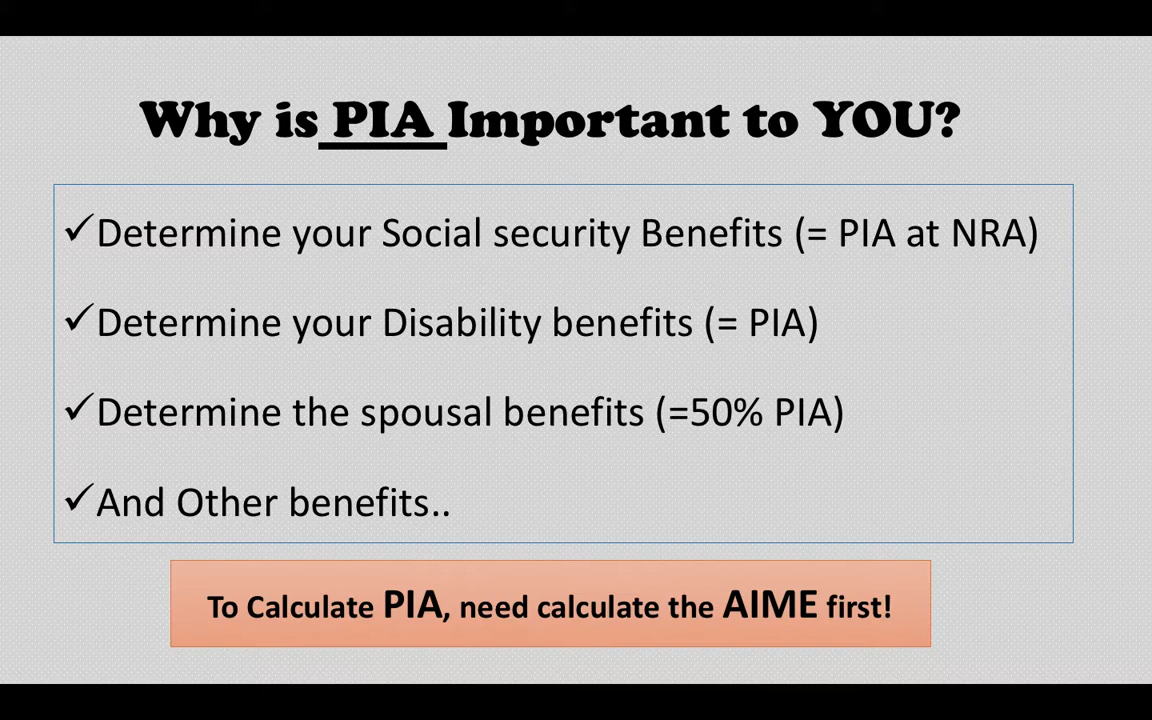 Why is PIA Important to YOU?
✓Determine your Social security Benefits (= PIA at NRA)
✓Determine your Disability benefits (= PIA)
✓Determine the spousal benefits (=50% PIA)
✓And Other benefits..
To Calculate PIA, need calculate the AIME first!